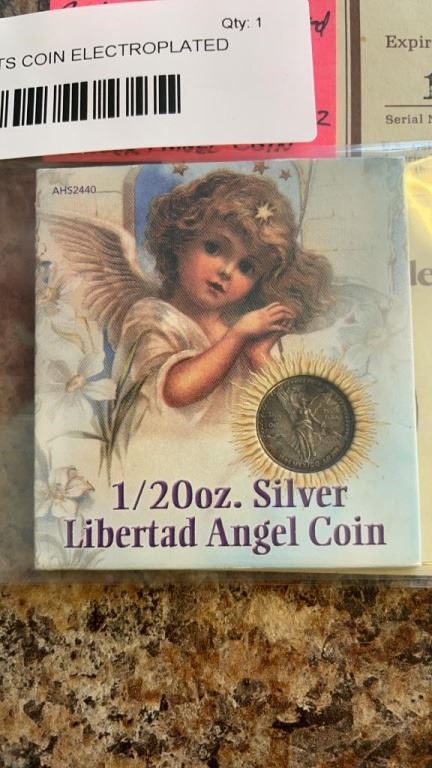 Qty: 1
TS COIN ELECTROPLATED
Expir
Serial N
AHS2440
1/20oz. Silver
Libertad Angel Coin